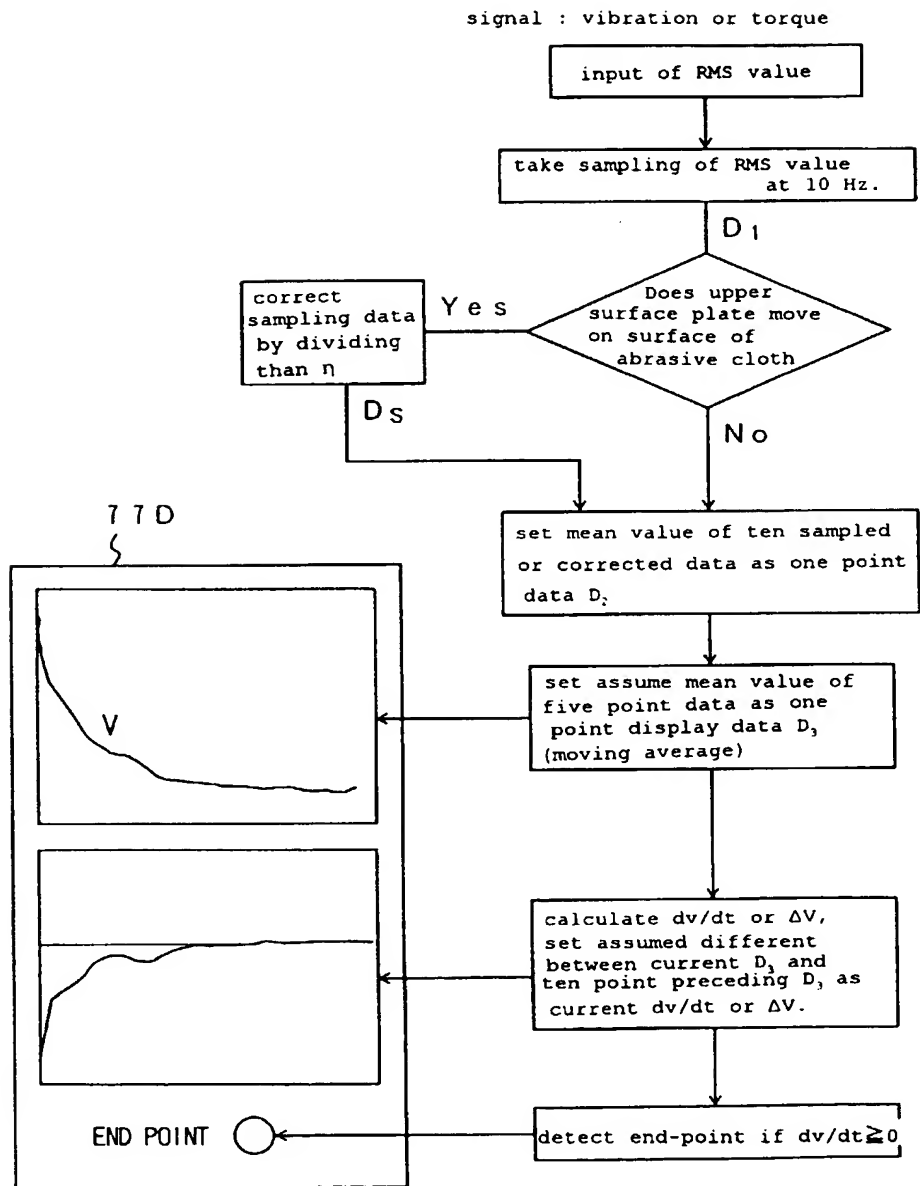 signal : vibration or torque
input of RMS value
take sampling of RMS value
at 10 Hz.
D1
Does upper
surface plate move
on surface of
abrasive cloth
Yes
correct
sampling data
by dividing
than η
DS
No
set mean value of ten sampled
or corrected data as one point
data D2
77D
V
set assume mean value of
five point data as one
point display data D3
(moving average)
calculate dv/dt or ΔV,
set assumed different
between current D3 and
ten point preceding D3 as
current dv/dt or ΔV.
END POINT
detect end-point if dv/dt≧0